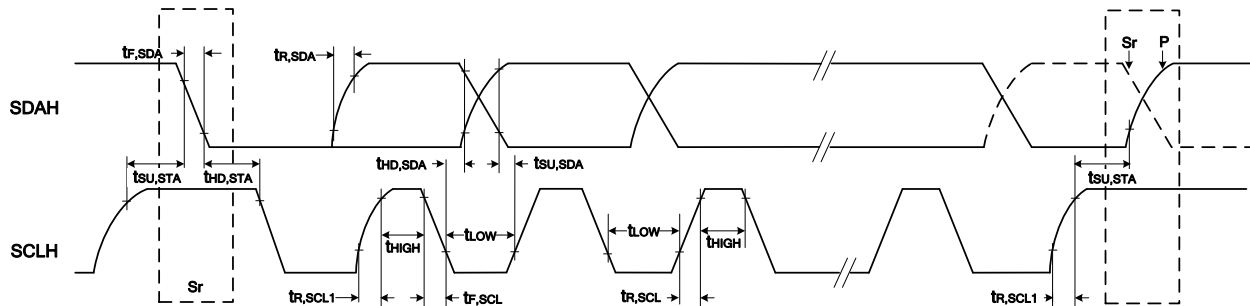 Sr P
tF,SDA tR,SDA
SDAH
tHD,SDA tSU,SDA
tSU,STA tHD,STA tSU,STA
SCLH
tHIGH tLOW tLOW tHIGH
Sr tR,SCL1 tF,SCL tR,SCL tR,SCL1